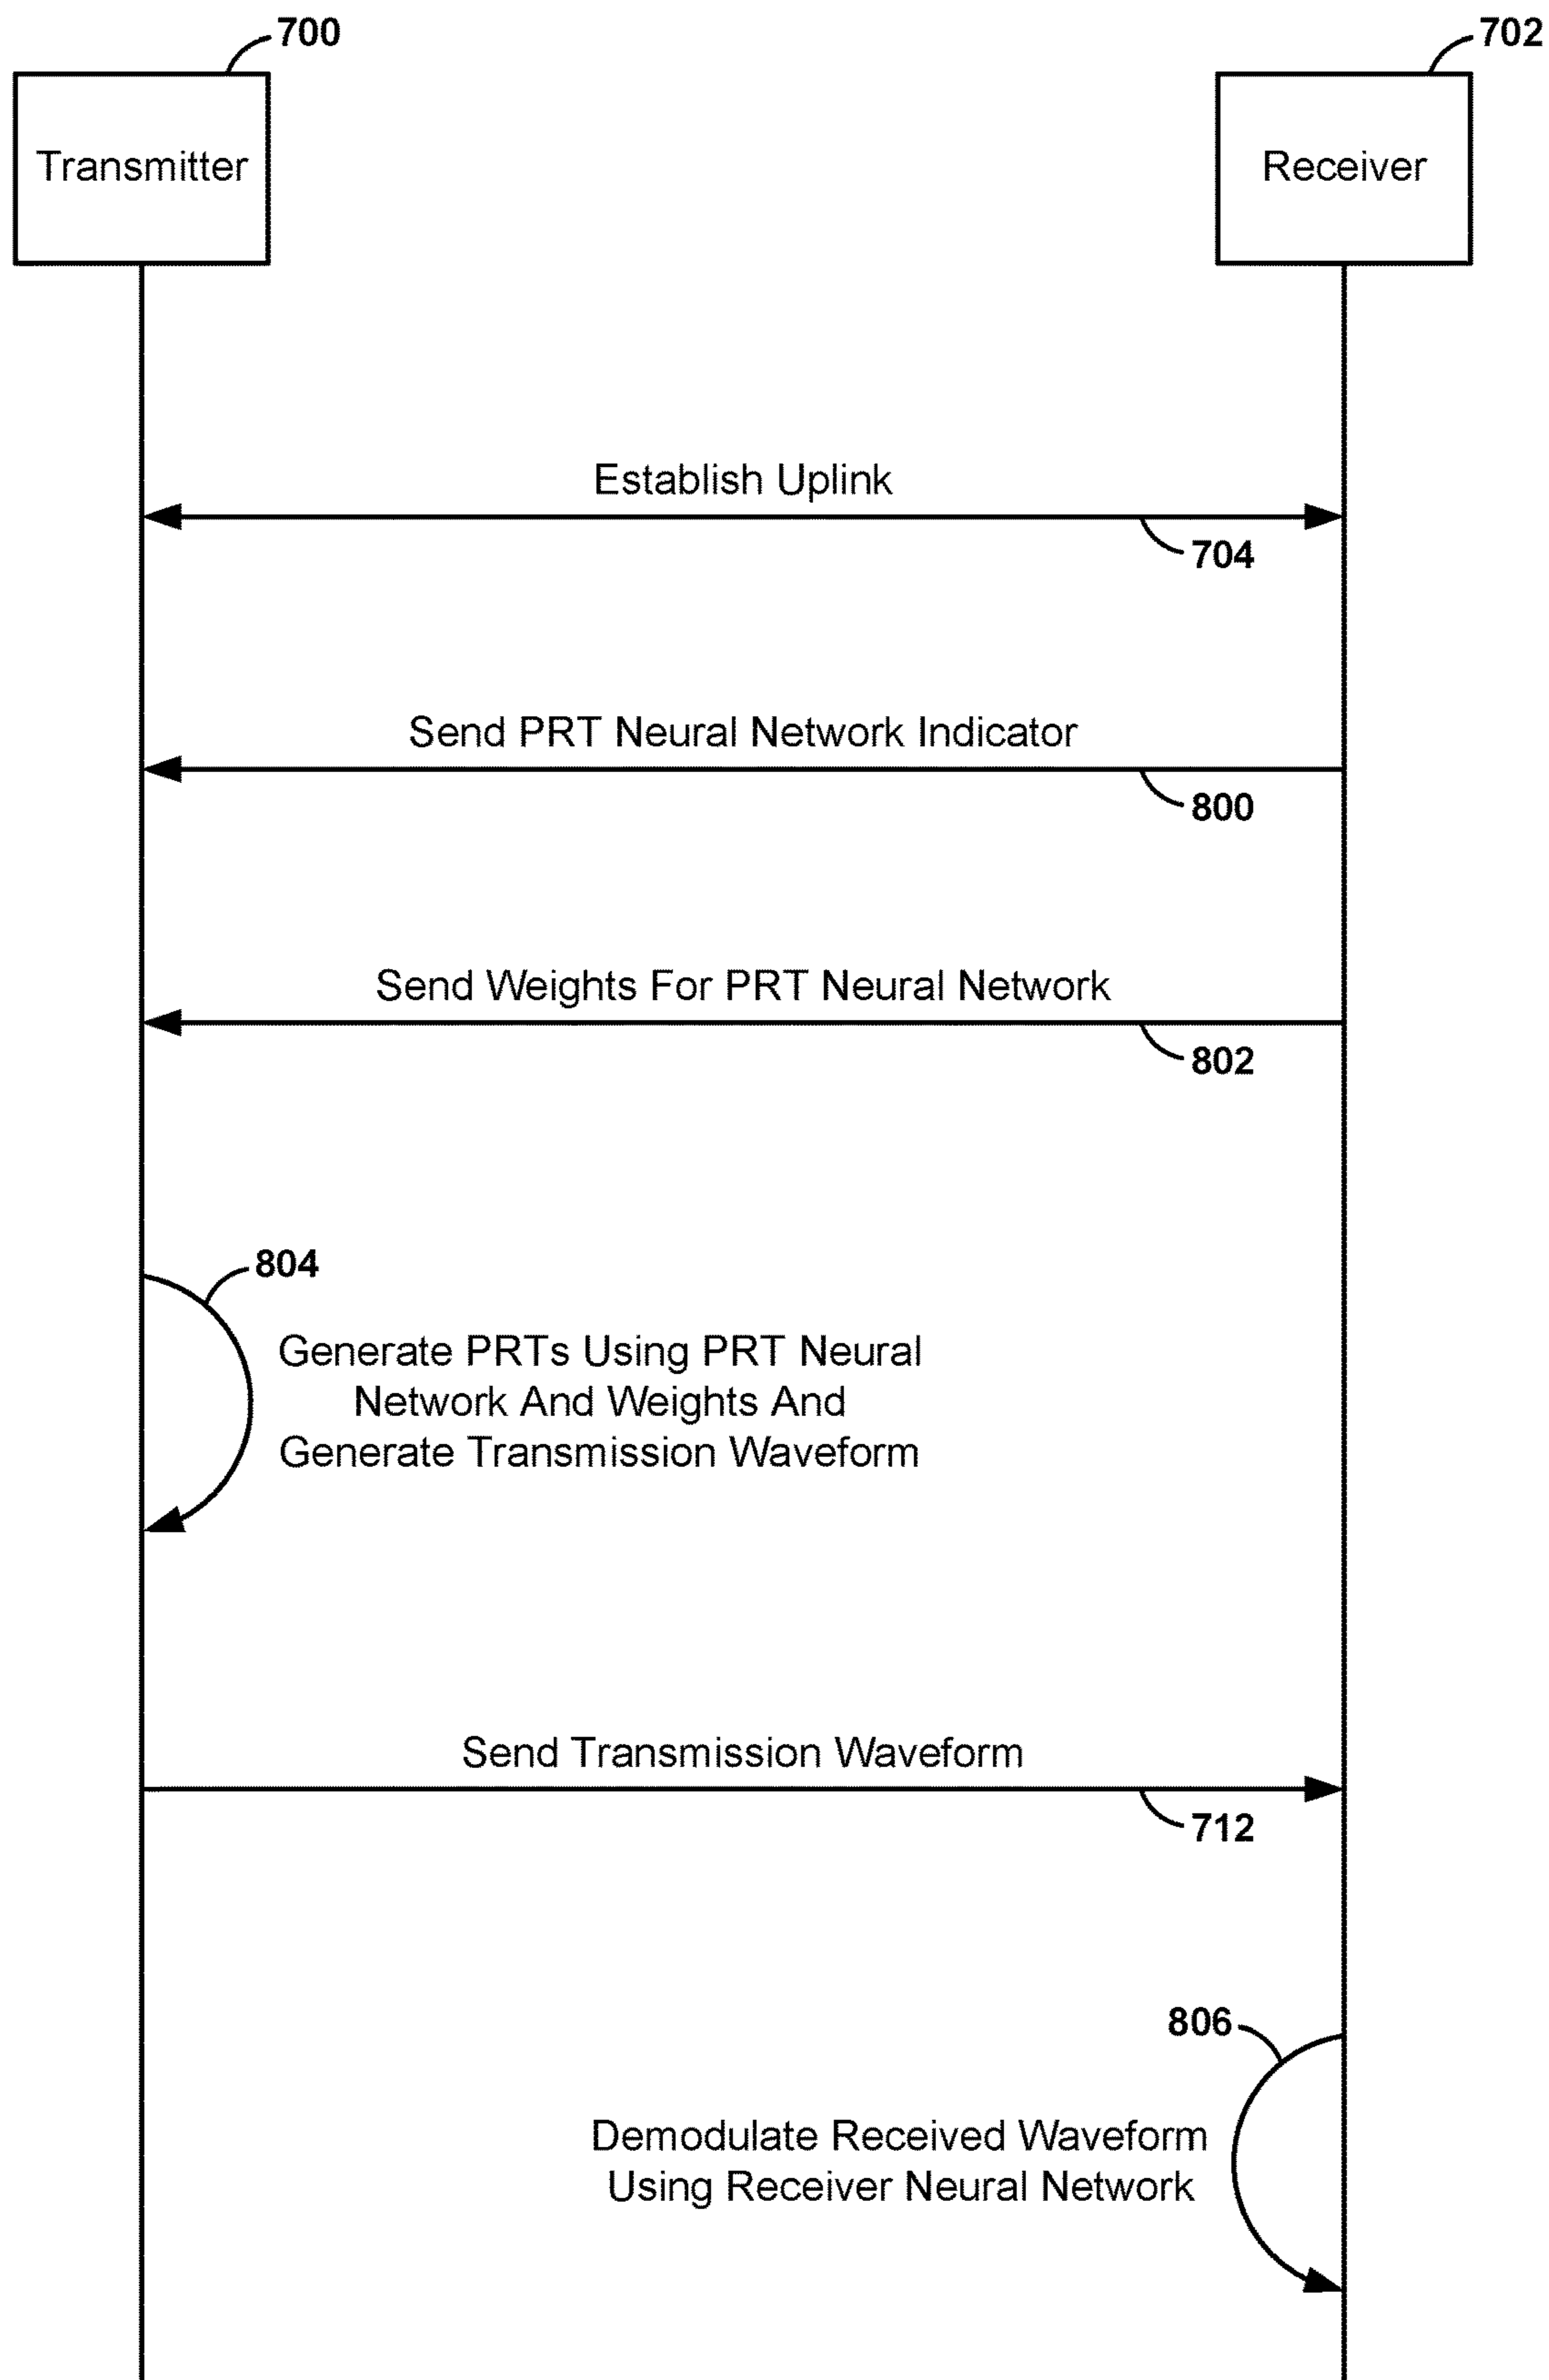 700
702
Transmitter
Receiver
Establish Uplink
704
Send PRT Neural Network Indicator
800
Send Weights For PRT Neural Network
802
804
Generate PRTs Using PRT Neural
Network And Weights And
Generate Transmission Waveform
Send Transmission Waveform
712
806
Demodulate Received Waveform
Using Receiver Neural Network